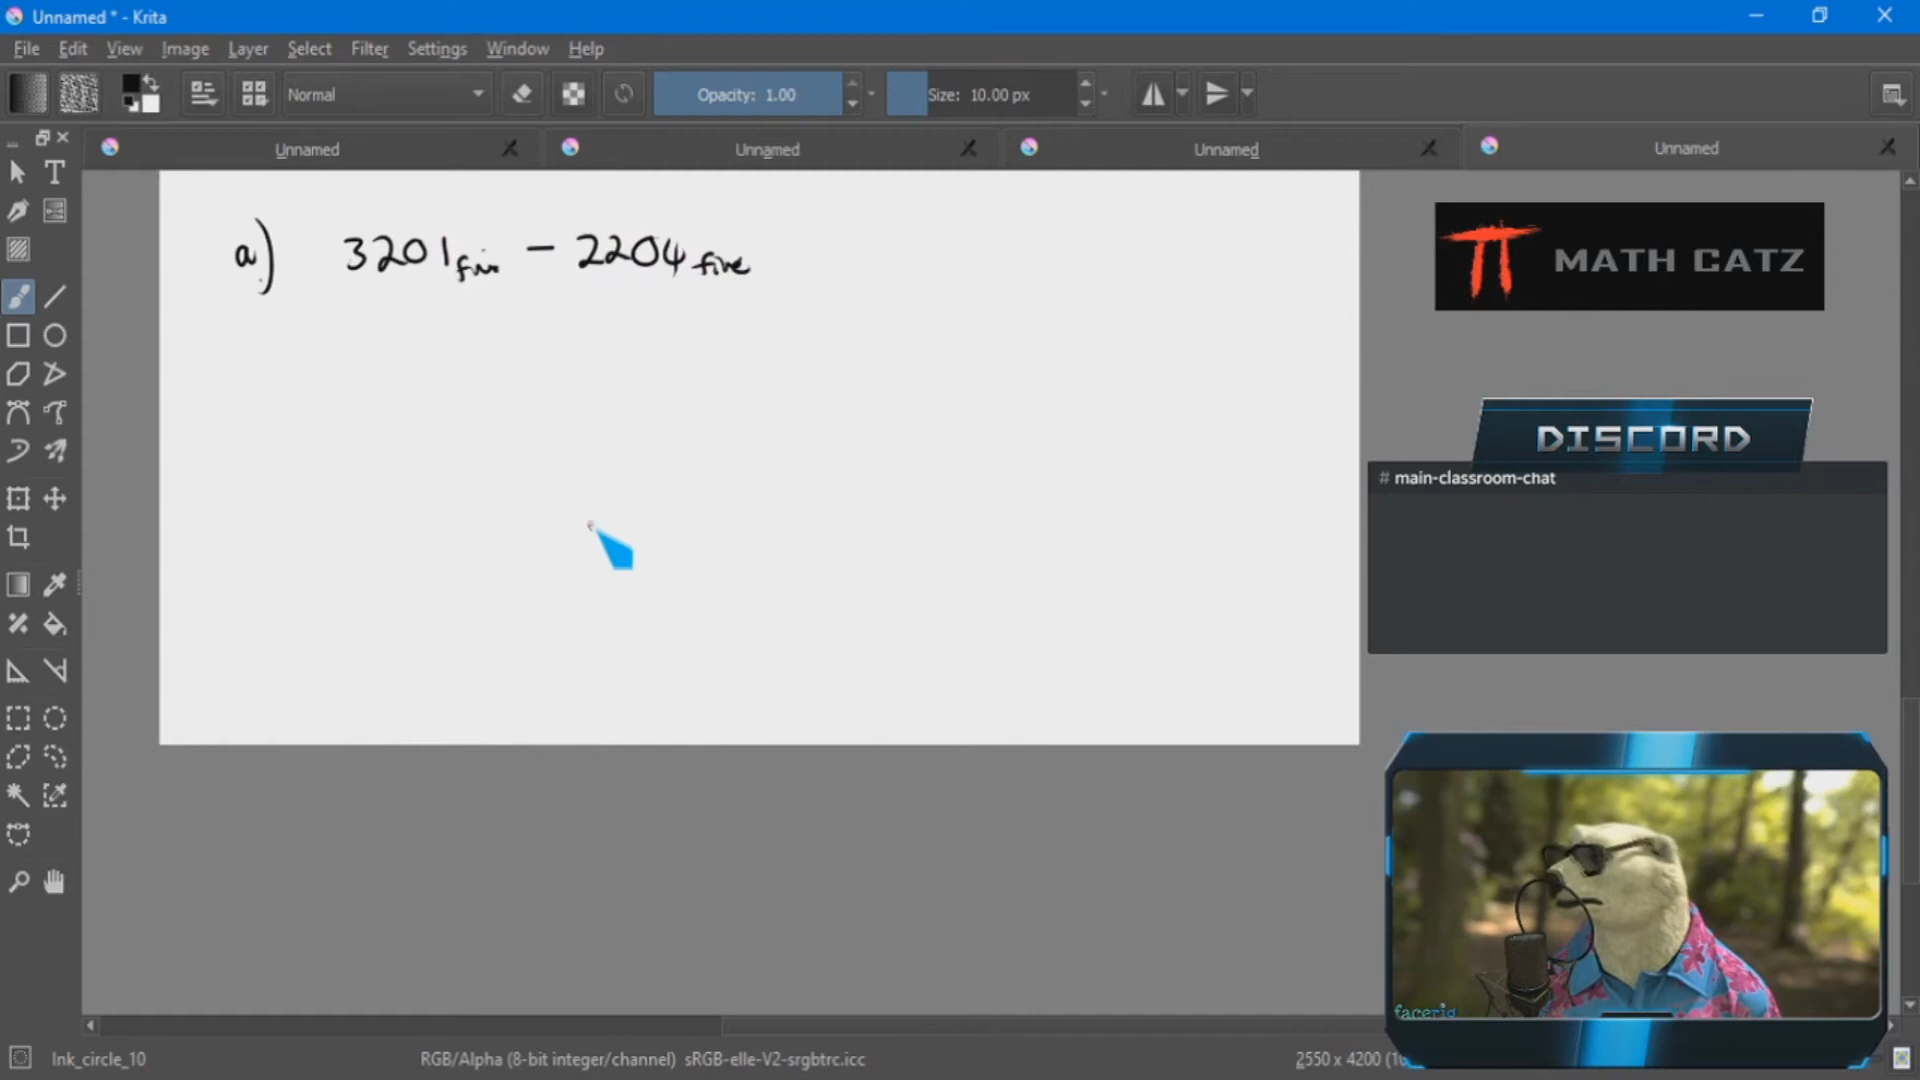 Unnamed * - Krita
File Edit View Image Layer Select Filter Settings Window Help
Normal Opacity: 1.00 Size: 10.00 px
Unnamed Unnamed Unnamed Unnamed
a) 3201five - 2204five
MATH CATZ
DISCORD
# main-classroom-chat
facerig
Ink_circle_10 RGB/Alpha (8-bit integer/channel) sRGB-elle-V2-srgbtrc.icc 2550 x 4200 (1